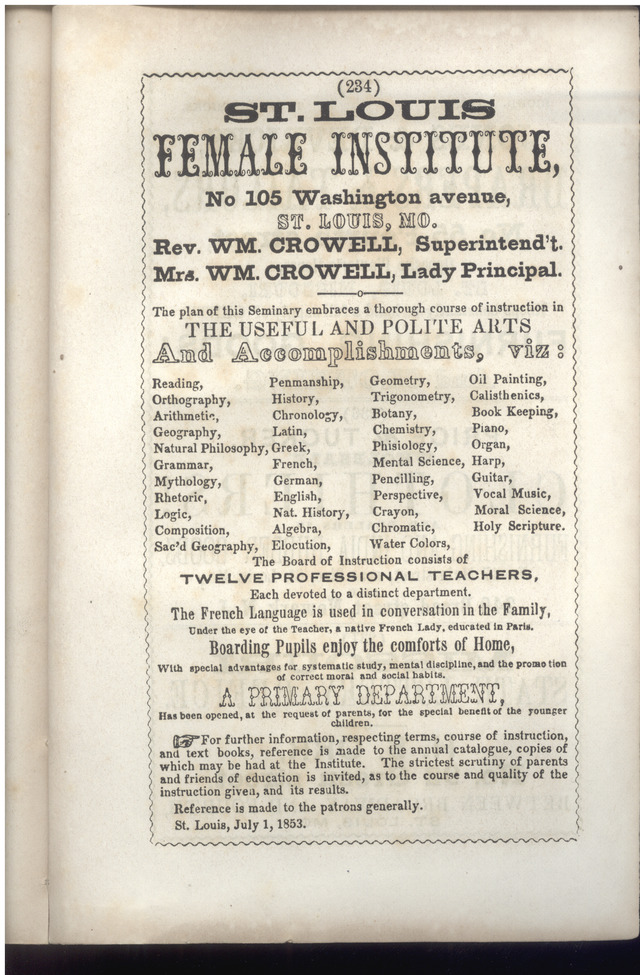 (234)
ST. LOUIS
FEMALE INSTITUTE,
No 105 Washington avenue,
ST. LOUIS, MO.
Rev. WM. CROWELL, Superintend't.
Mrs. WM. CROWELL, Lady Principal.
The plan of this Seminary embraces a thorough course of instruction in
THE USEFUL AND POLITE ARTS
And Accomplishments, viz:
Reading, Penmanship, Geometry, Oil Painting,
Orthography, History, Trigonometry, Calisthenics,
Arithmetic, Chronology, Botany, Book Keeping,
Geography, Latin, Chemistry, Piano,
Natural Philosophy, Greek, Phisiology, Organ,
Grammar, French, Mental Science, Harp,
Mythology, German, Pencilling, Guitar,
Rhetoric, English, Perspective, Vocal Music,
Logic, Nat. History, Crayon, Moral Science,
Composition, Algebra, Chromatic, Holy Scripture.
Sac'd Geography, Elocution, Water Colors,
The Board of Instruction consists of
TWELVE PROFESSIONAL TEACHERS,
Each devoted to a distinct department.
The French Language is used in conversation in the Family,
Under the eye of the Teacher, a native French Lady, educated in Paris.
Boarding Pupils enjoy the comforts of Home,
With special advantages for systematic study, mental discipline, and the promotion
of correct moral and social habits.
A PRIMARY DEPARTMENT,
Has been opened, at the request of parents, for the special benefit of the younger
children.
☞For further information, respecting terms, course of instruction,
and text books, reference is made to the annual catalogue, copies of
which may be had at the Institute. The strictest scrutiny of parents
and friends of education is invited, as to the course and quality of the
instruction given, and its results.
Reference is made to the patrons generally.
St. Louis, July 1, 1853.